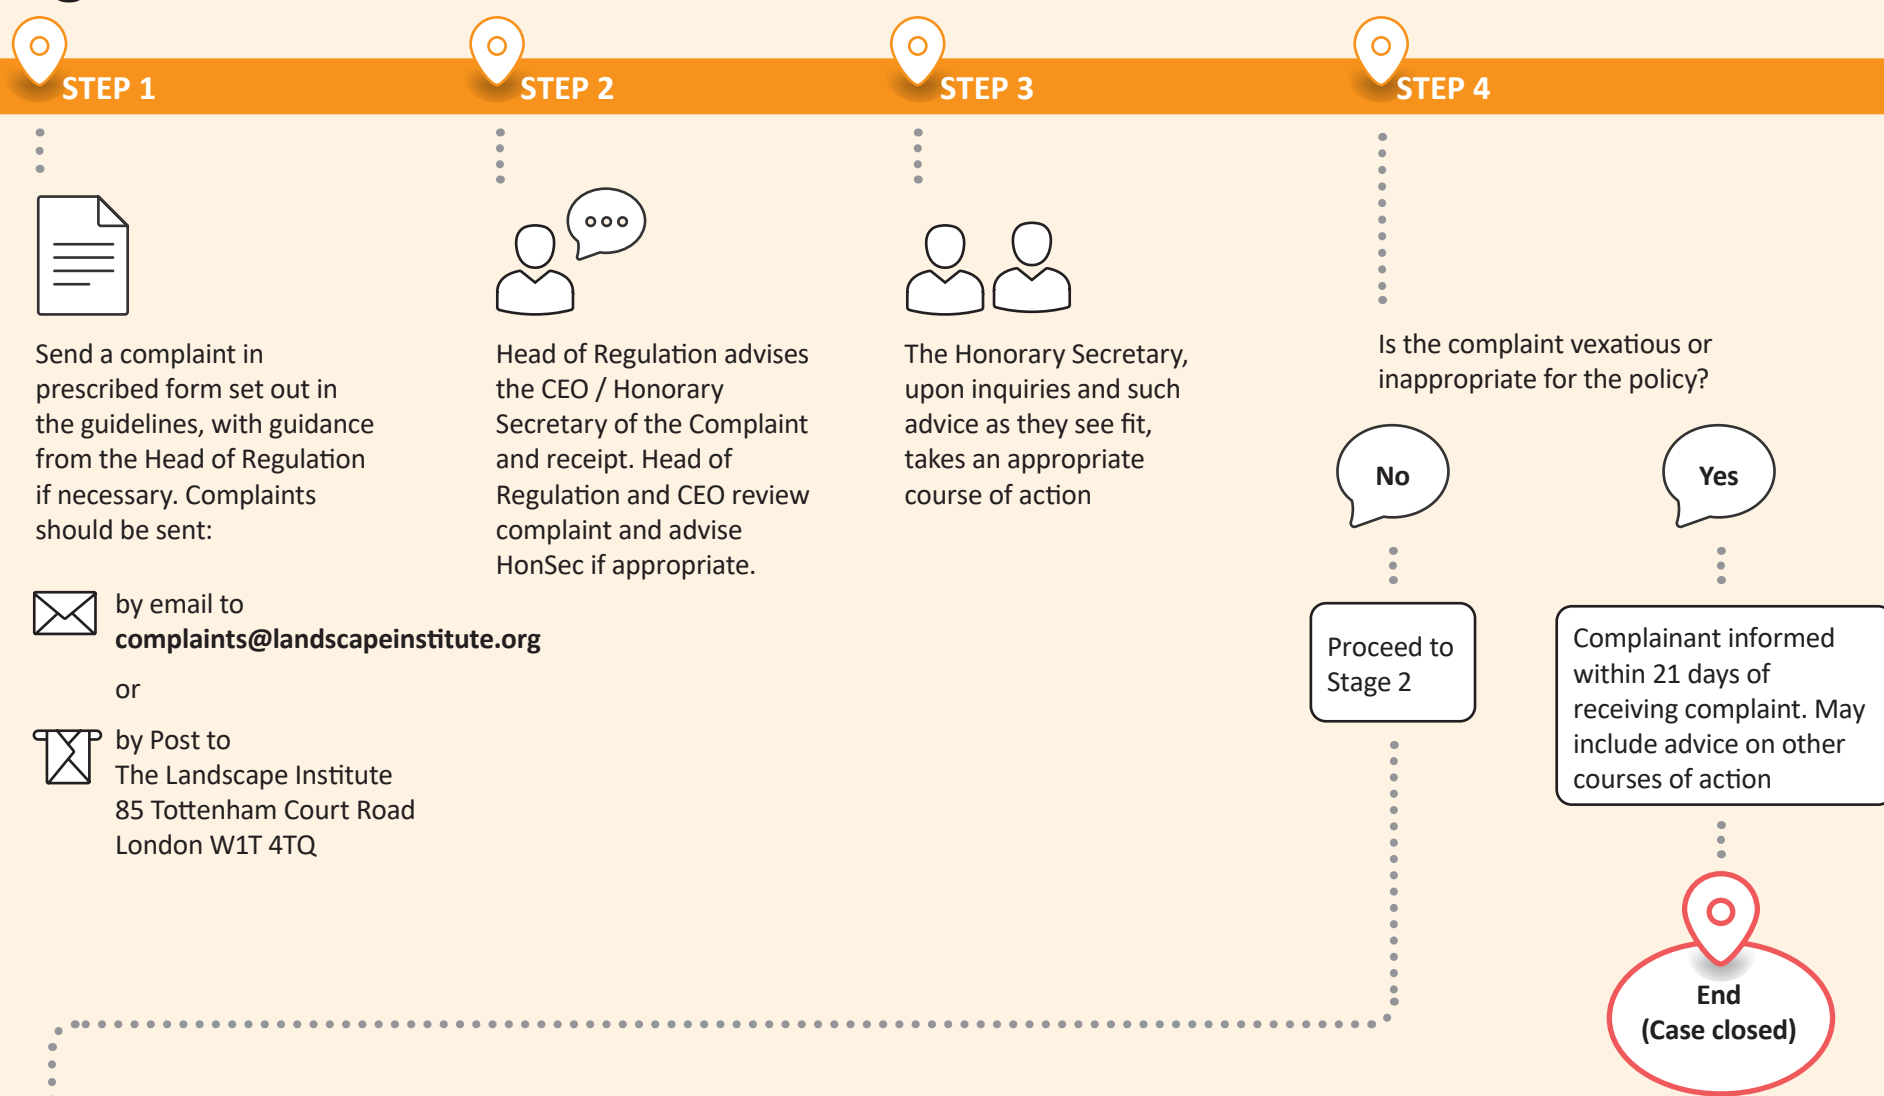 STEP 1
STEP 2
STEP 3
STEP 4
Send a complaint in
prescribed form set out in
the guidelines, with guidance
from the Head of Regulation
if necessary. Complaints
should be sent:
by email to
complaints@landscapeinstitute.org
or
by Post to
The Landscape Institute
85 Tottenham Court Road
London W1T 4TQ
Head of Regulation advises
the CEO / Honorary
Secretary of the Complaint
and receipt. Head of
Regulation and CEO review
complaint and advise
HonSec if appropriate.
The Honorary Secretary,
upon inquiries and such
advice as they see fit,
takes an appropriate
course of action
Is the complaint vexatious or
inappropriate for the policy?
No
Proceed to
Stage 2
Yes
Complainant informed
within 21 days of
receiving complaint. May
include advice on other
courses of action
End
(Case closed)